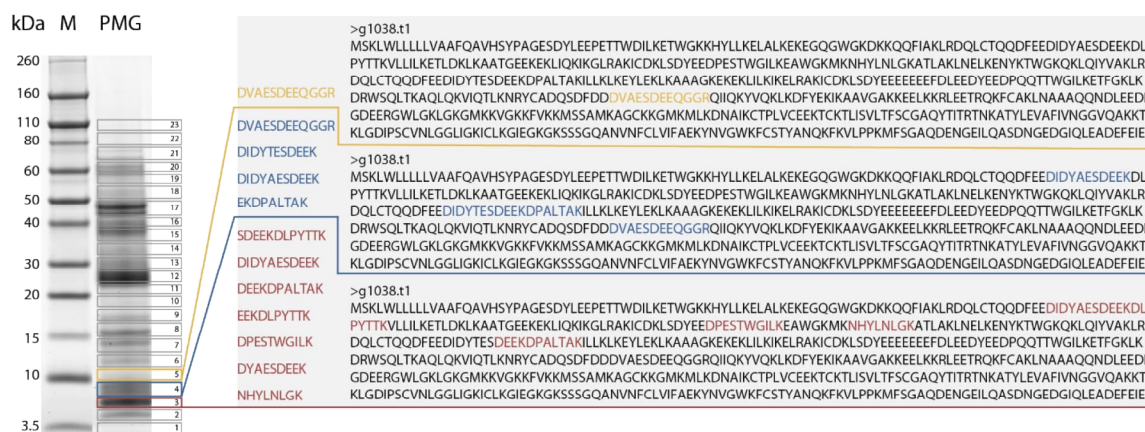 kDa M PMG
260
160
110
80
60
50
40
30
20
15
10
3.5
23
22
21
20
19
18
17
16
15
14
13
12
11
10
9
8
7
6
5
4
3
2
1
DVAESDEEQGGR
DVAESDEEQGGR
DIDYTESDEEK
DIDYAESDEEK
EKDPALTAK
SDEEKDLPYTTK
DIDYAESDEEK
DEEKDPALTAK
EEKDLPYTTK
DPESTWGILK
DYAESDEEK
NHYLNLGK
>g1038.t1
MSKLWLLLLLVAAFQAVHSYPAGESDYLEEPETTWDILKETWGKKHYLLKELALKEKEGQGWGKDKKQQFIAKLRDQLCTQQDFEEDIDYAESDEEKDL
PYTTKVLLILKETLDKLKAATGEEKEKLIQKIKGLRAKICDKLSDYEEDPESTWGILKEAWGKMKNHYLNLGKATLAKLNELKENYKTWGKQKLQIYVAKLR
DQLCTQQDFEEDIDYTESDEEKDPALTAKILLKLKEYLEKLKAAAGKEKEKLILKIKELRAKICDKLSDYEEEEEEEFDLEEDYEEDPQQTTWGILKETFGKLK
DRWSQLTKAQLQKVIQTLKNRYCADQSDFDDDVAESDEEQGGRQIIQKYVQKLKDFYEKIKAAVGAKKEELKKRLEETRQKFCAKLNAAAQQNDLEED
GDEERGWLGKLGKGMKKVGKKFVKKMSSAMKAGCKKGMKMLKDNAIKCTPLVCEEKTCKTLISVLTFSCGAQYTITRTNKATYLEVAFIVNGGVQAKKT
KLGDIPSCVNLGGLIGKICLKGIEGKGKSSSGQANVNFCLVIFAEKYNVGWKFCSTYANQKFKVLPPKMFSGAQDENGEILQASDNGEDGIQLEADEFEIE
>g1038.t1
MSKLWLLLLLVAAFQAVHSYPAGESDYLEEPETTWDILKETWGKKHYLLKELALKEKEGQGWGKDKKQQFIAKLRDQLCTQQDFEEDIDYAESDEEKDL
PYTTKVLLILKETLDKLKAATGEEKEKLIQKIKGLRAKICDKLSDYEEDPESTWGILKEAWGKMKNHYLNLGKATLAKLNELKENYKTWGKQKLQIYVAKLR
DQLCTQQDFEEDIDYTESDEEKDPALTAKILLKLKEYLEKLKAAAGKEKEKLILKIKELRAKICDKLSDYEEEEEEEFDLEEDYEEDPQQTTWGILKETFGKLK
DRWSQLTKAQLQKVIQTLKNRYCADQSDFDDDVAESDEEQGGRQIIQKYVQKLKDFYEKIKAAVGAKKEELKKRLEETRQKFCAKLNAAAQQNDLEED
GDEERGWLGKLGKGMKKVGKKFVKKMSSAMKAGCKKGMKMLKDNAIKCTPLVCEEKTCKTLISVLTFSCGAQYTITRTNKATYLEVAFIVNGGVQAKKT
KLGDIPSCVNLGGLIGKICLKGIEGKGKSSSGQANVNFCLVIFAEKYNVGWKFCSTYANQKFKVLPPKMFSGAQDENGEILQASDNGEDGIQLEADEFEIE
>g1038.t1
MSKLWLLLLLVAAFQAVHSYPAGESDYLEEPETTWDILKETWGKKHYLLKELALKEKEGQGWGKDKKQQFIAKLRDQLCTQQDFEEDIDYAESDEEKDL
PYTTKVLLILKETLDKLKAATGEEKEKLIQKIKGLRAKICDKLSDYEEDPESTWGILKEAWGKMKNHYLNLGKATLAKLNELKENYKTWGKQKLQIYVAKLR
DQLCTQQDFEEDIDYTESDEEKDPALTAKILLKLKEYLEKLKAAAGKEKEKLILKIKELRAKICDKLSDYEEEEEEEFDLEEDYEEDPQQTTWGILKETFGKLK
DRWSQLTKAQLQKVIQTLKNRYCADQSDFDDDVAESDEEQGGRQIIQKYVQKLKDFYEKIKAAVGAKKEELKKRLEETRQKFCAKLNAAAQQNDLEED
GDEERGWLGKLGKGMKKVGKKFVKKMSSAMKAGCKKGMKMLKDNAIKCTPLVCEEKTCKTLISVLTFSCGAQYTITRTNKATYLEVAFIVNGGVQAKKT
KLGDIPSCVNLGGLIGKICLKGIEGKGKSSSGQANVNFCLVIFAEKYNVGWKFCSTYANQKFKVLPPKMFSGAQDENGEILQASDNGEDGIQLEADEFEIE